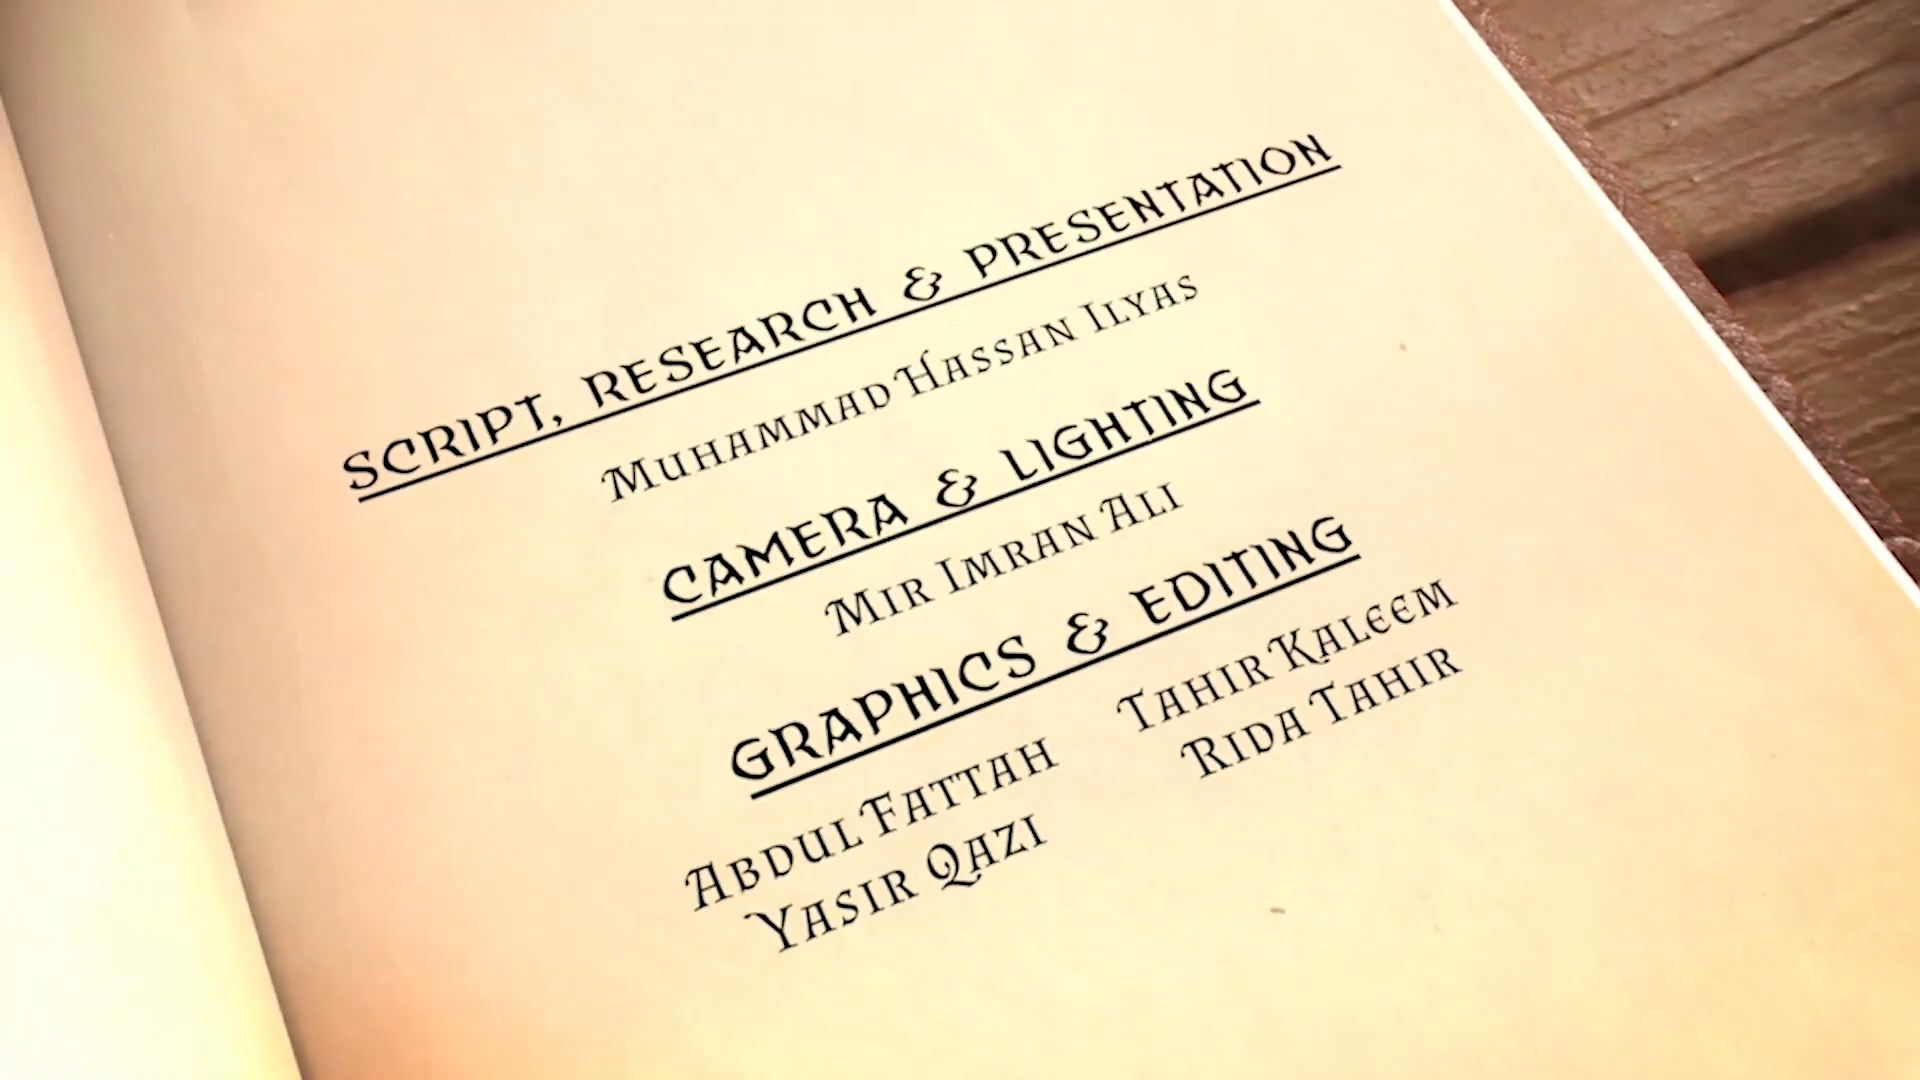 SCRIPT, RESEARCH & PRESENTATION
MUHAMMAD HASSAN ILYAS
CAMERA & LIGHTING
MIR IMRAN ALI
GRAPHICS & EDITING
ABDUL FATTAH TAHIR KALEEM
YASIR QAZI RIDA TAHIR